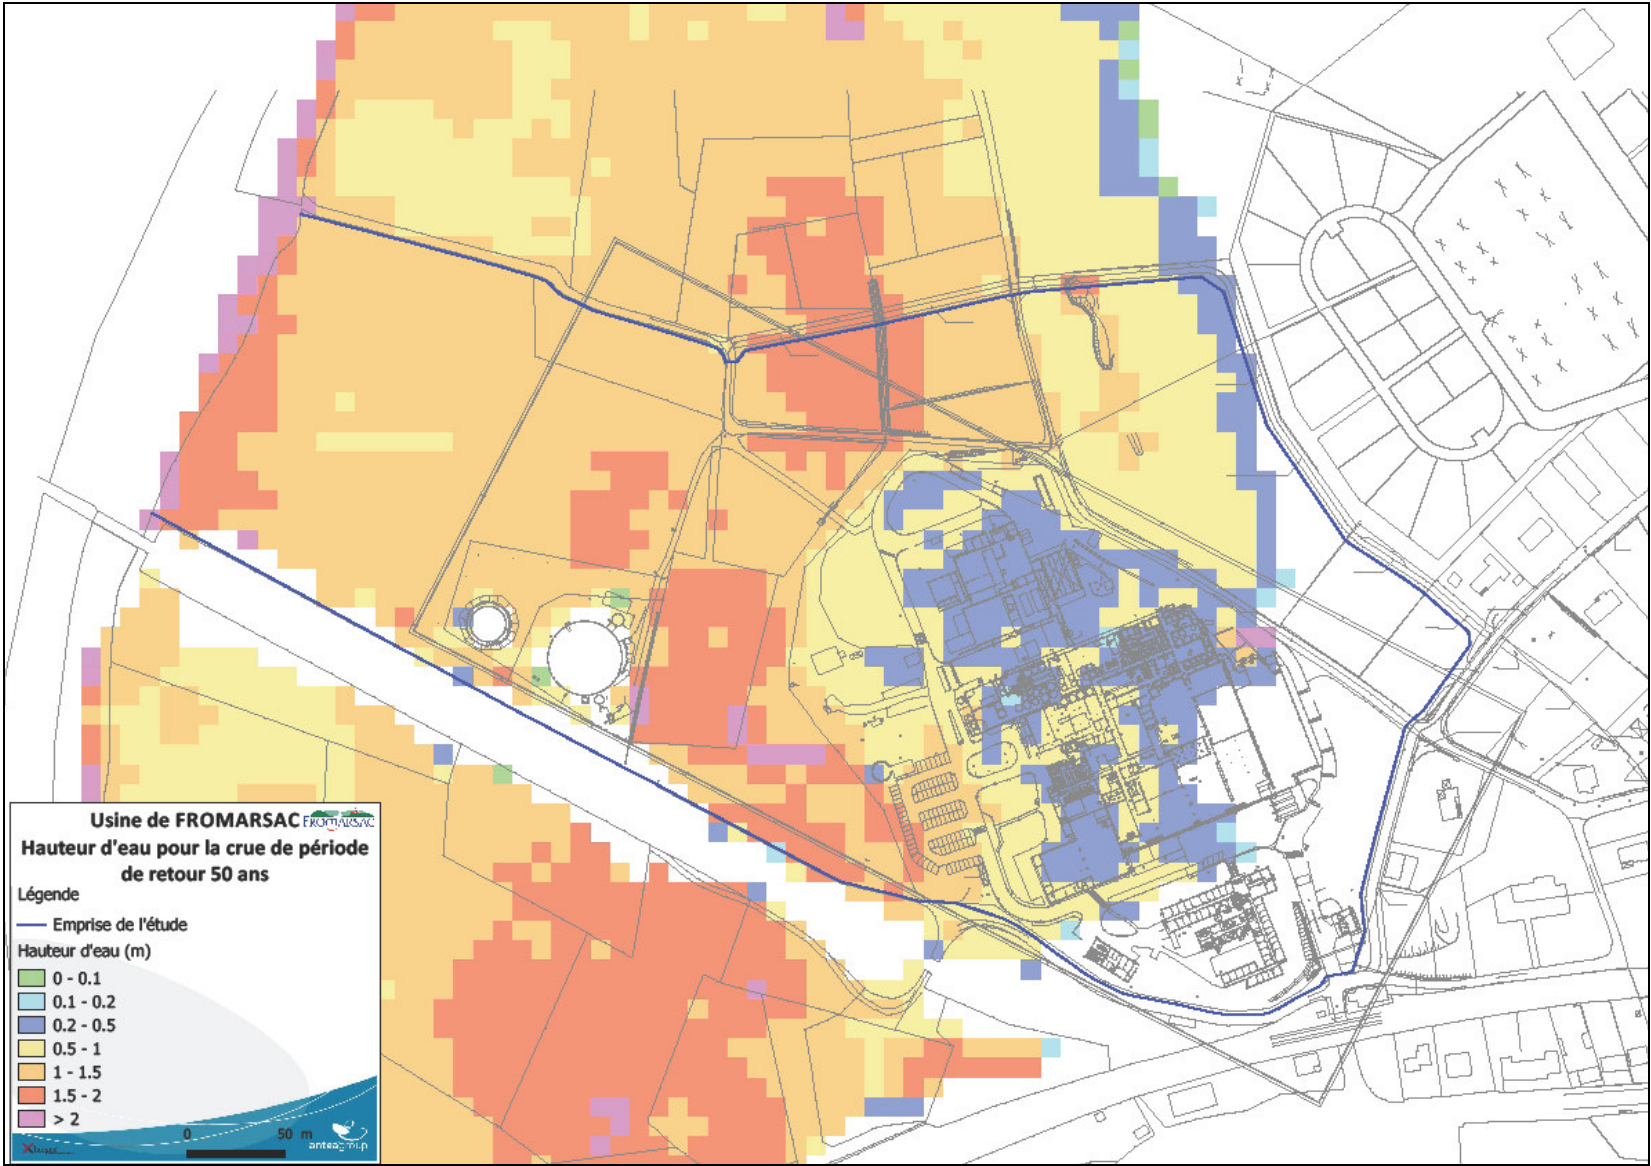 Usine de FROMARSAC FROMARSAC
Hauteur d'eau pour la crue de période
de retour 50 ans
Légende
Emprise de l'étude
Hauteur d'eau (m)
0 - 0.1
0.1 - 0.2
0.2 - 0.5
0.5 - 1
1 - 1.5
1.5 - 2
> 2
0 50 m
anteagroup